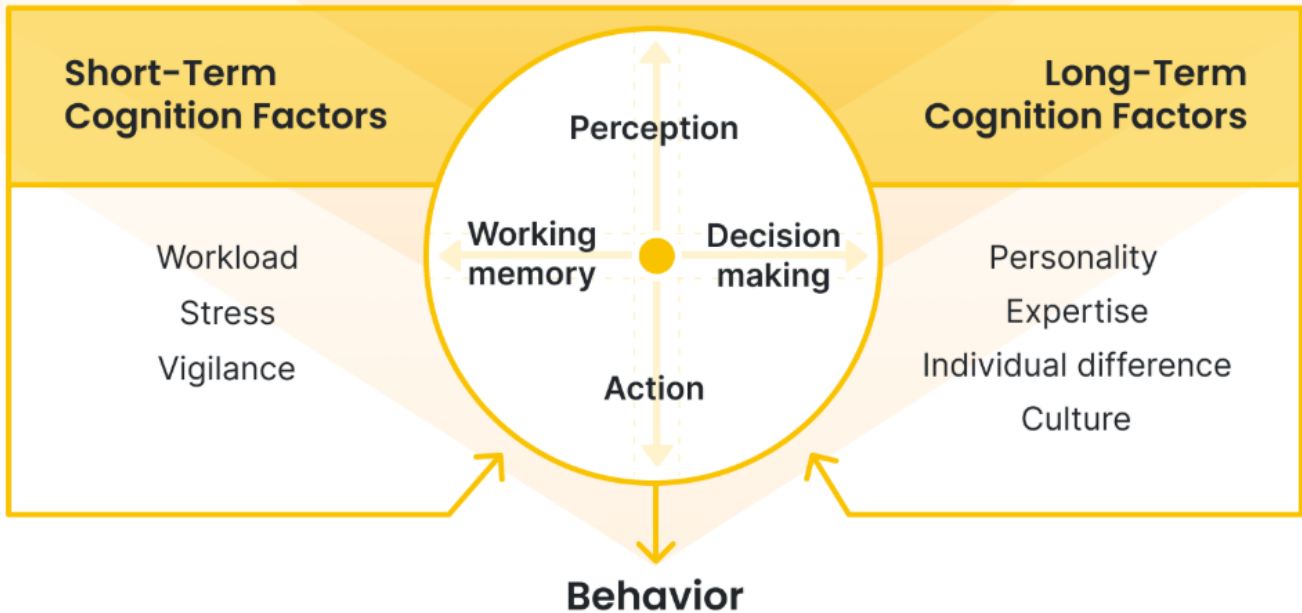 Short-Term
Cognition Factors
Workload
Stress
Vigilance
Perception
Working
memory
Decision
making
Action
Long-Term
Cognition Factors
Personality
Expertise
Individual difference
Culture
Behavior